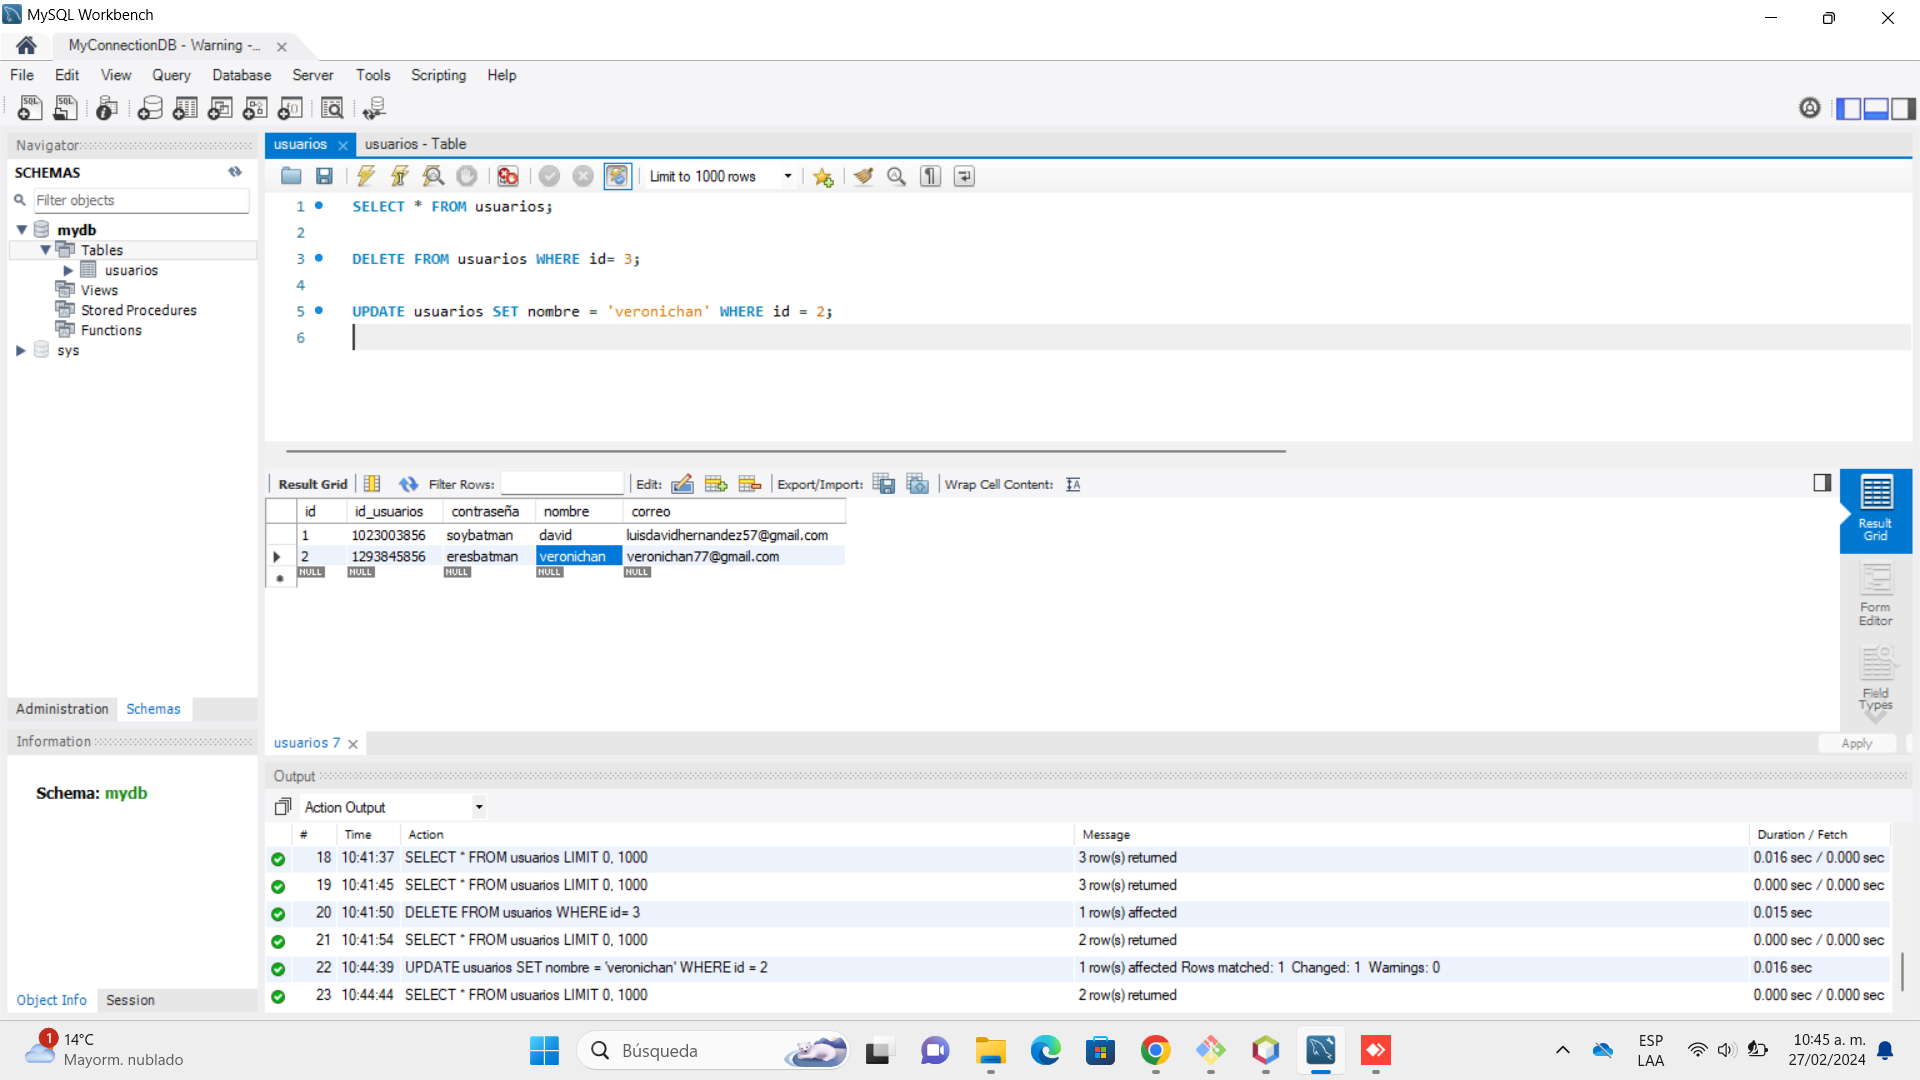 MySQL Workbench
MyConnectionDB - Warning -...
File Edit View Query Database Server Tools Scripting Help
Navigator
SCHEMAS
Filter objects
mydb
Tables
usuarios
Views
Stored Procedures
Functions
sys
Administration Schemas
Information
Schema: mydb
Object Info Session
usuarios
usuarios - Table
Limit to 1000 rows
1 SELECT * FROM usuarios;
2
3 DELETE FROM usuarios WHERE id= 3;
4
5 UPDATE usuarios SET nombre = 'veronichan' WHERE id = 2;
6
Result Grid Filter Rows: Edit: Export/Import: Wrap Cell Content:
id id_usuarios contraseña nombre correo
1 1023003856 soybatman david luisdavidhernandez57@gmail.com
2 1293845856 eresbatman veronichan veronichan77@gmail.com
NULL NULL NULL NULL NULL
Result Grid
Form Editor
Field Types
usuarios 7
Apply
Output
Action Output
# Time Action Message Duration / Fetch
18 10:41:37 SELECT * FROM usuarios LIMIT 0, 1000 3 row(s) returned 0.016 sec / 0.000 sec
19 10:41:45 SELECT * FROM usuarios LIMIT 0, 1000 3 row(s) returned 0.000 sec / 0.000 sec
20 10:41:50 DELETE FROM usuarios WHERE id= 3 1 row(s) affected 0.015 sec
21 10:41:54 SELECT * FROM usuarios LIMIT 0, 1000 2 row(s) returned 0.000 sec / 0.000 sec
22 10:44:39 UPDATE usuarios SET nombre = 'veronichan' WHERE id = 2 1 row(s) affected Rows matched: 1 Changed: 1 Warnings: 0 0.016 sec
23 10:44:44 SELECT * FROM usuarios LIMIT 0, 1000 2 row(s) returned 0.000 sec / 0.000 sec
1
14°C
Mayorm. nublado
Búsqueda
ESP
LAA
10:45 a. m.
27/02/2024